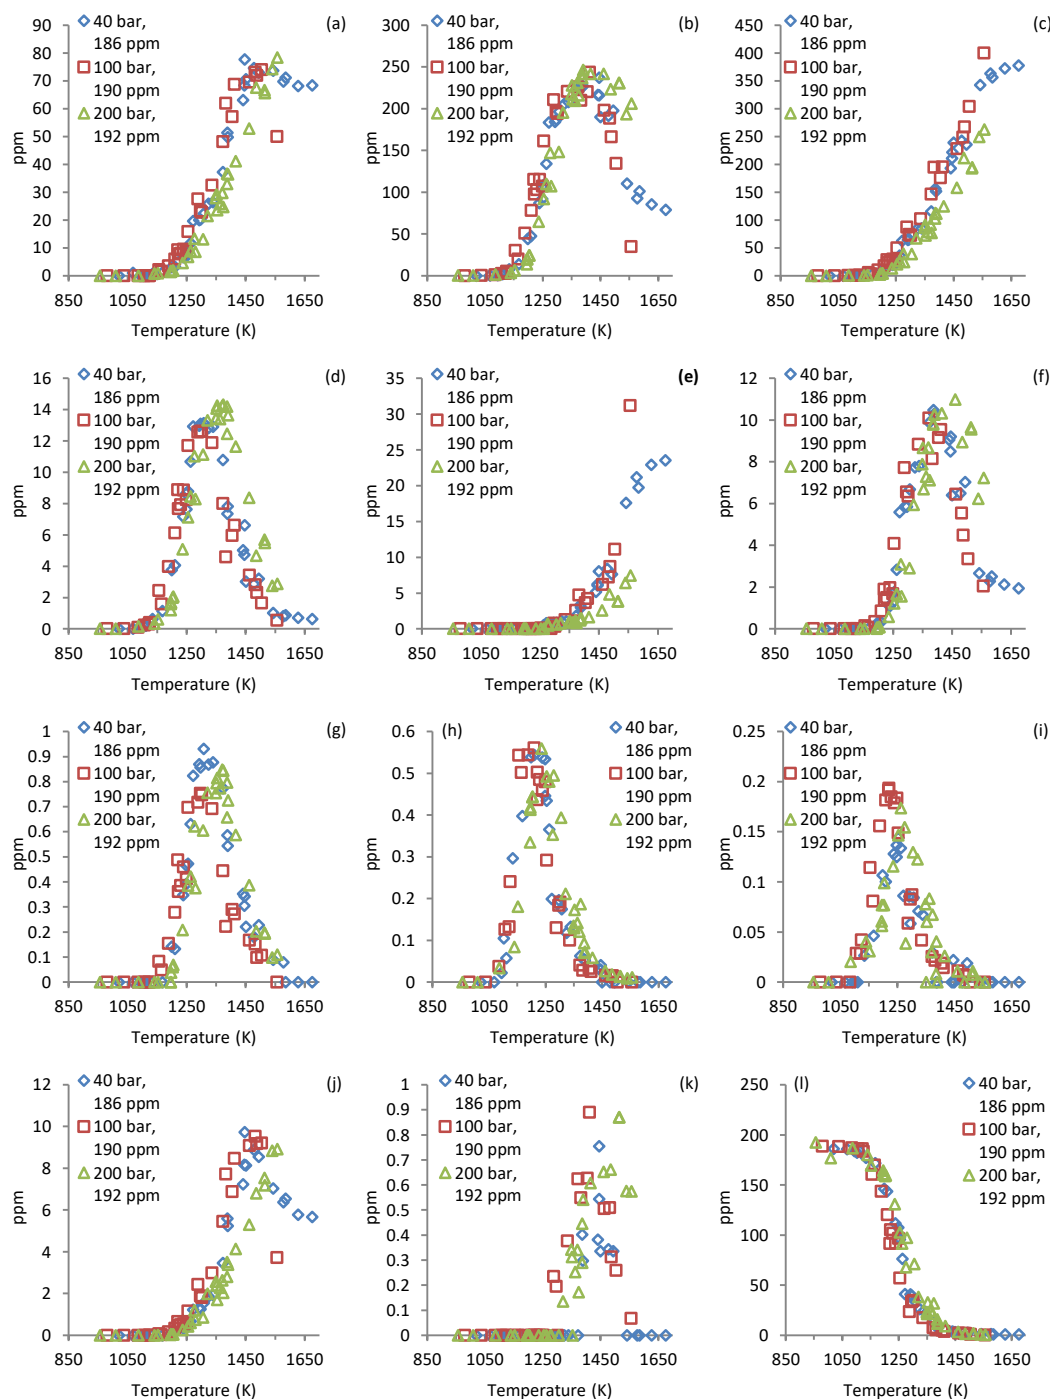 40 bar,
186 ppm
100 bar,
190 ppm
200 bar,
192 ppm
(a)
90
80
70
60
50
40
30
20
10
0
ppm
850 1050 1250 1450 1650
Temperature (K)
40 bar,
186 ppm
100 bar,
190 ppm
200 bar,
192 ppm
(b)
300
250
200
150
100
50
0
ppm
850 1050 1250 1450 1650
Temperature (K)
40 bar,
186 ppm
100 bar,
190 ppm
200 bar,
192 ppm
(c)
450
400
350
300
250
200
150
100
50
0
ppm
850 1050 1250 1450 1650
Temperature (K)
40 bar,
186 ppm
100 bar,
190 ppm
200 bar,
192 ppm
(d)
16
14
12
10
8
6
4
2
0
ppm
850 1050 1250 1450 1650
Temperature (K)
40 bar,
186 ppm
100 bar,
190 ppm
200 bar,
192 ppm
(e)
35
30
25
20
15
10
5
0
ppm
850 1050 1250 1450 1650
Temperature (K)
40 bar,
186 ppm
100 bar,
190 ppm
200 bar,
192 ppm
(f)
12
10
8
6
4
2
0
ppm
850 1050 1250 1450 1650
Temperature (K)
40 bar,
186 ppm
100 bar,
190 ppm
200 bar,
192 ppm
(g)
1
0.9
0.8
0.7
0.6
0.5
0.4
0.3
0.2
0.1
0
ppm
850 1050 1250 1450 1650
Temperature (K)
(h)
40 bar,
186 ppm
100 bar,
190 ppm
200 bar,
192 ppm
0.6
0.5
0.4
0.3
0.2
0.1
0
ppm
850 1050 1250 1450 1650
Temperature (K)
40 bar,
186 ppm
100 bar,
190 ppm
200 bar,
192 ppm
(i)
0.25
0.2
0.15
0.1
0.05
0
ppm
850 1050 1250 1450 1650
Temperature (K)
40 bar,
186 ppm
100 bar,
190 ppm
200 bar,
192 ppm
(j)
12
10
8
6
4
2
0
ppm
850 1050 1250 1450 1650
Temperature (K)
40 bar,
186 ppm
100 bar,
190 ppm
200 bar,
192 ppm
(k)
1
0.9
0.8
0.7
0.6
0.5
0.4
0.3
0.2
0.1
0
ppm
850 1050 1250 1450 1650
Temperature (K)
(l)
40 bar,
186 ppm
100 bar,
190 ppm
200 bar,
192 ppm
250
200
150
100
50
0
ppm
850 1050 1250 1450 1650
Temperature (K)